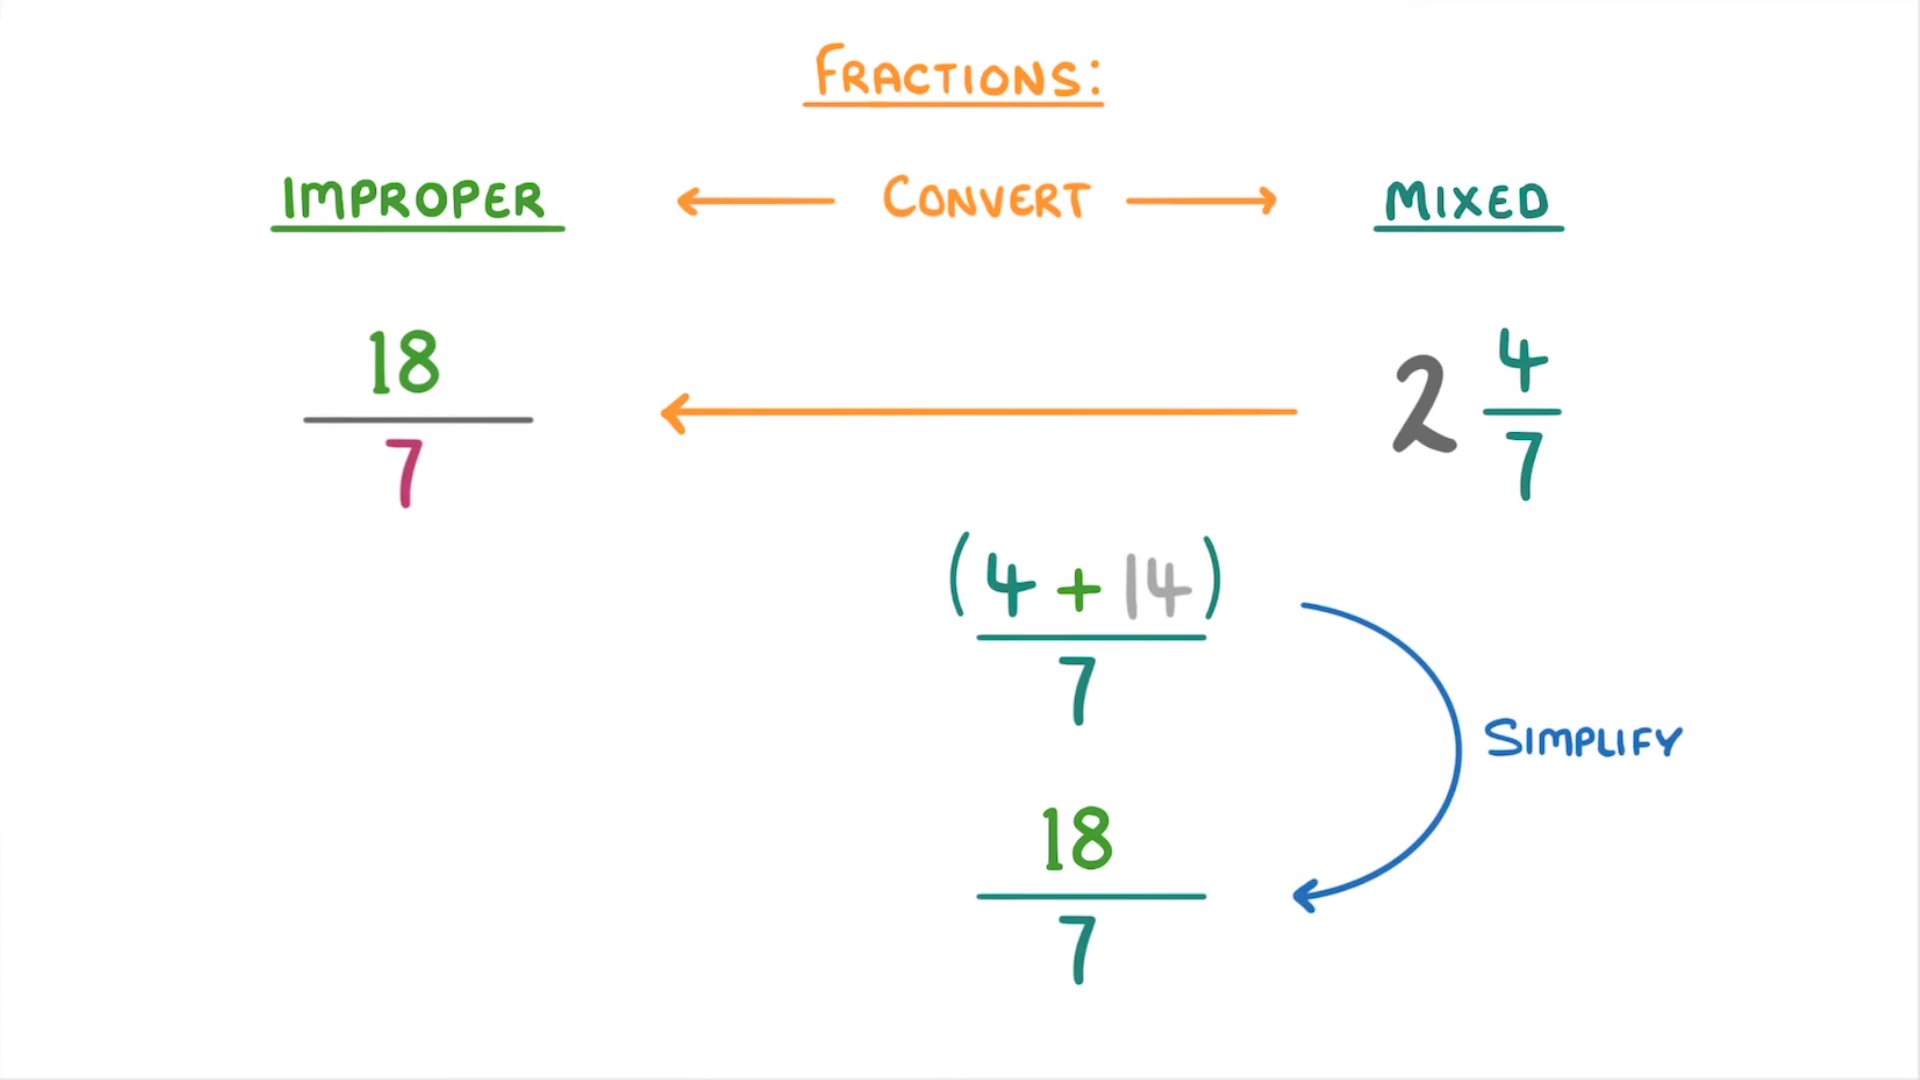 FRACTIONS:
IMPROPER ← CONVERT → MIXED
18/7 ← 2 4/7
(4 + 14)/7
SIMPLIFY
18/7